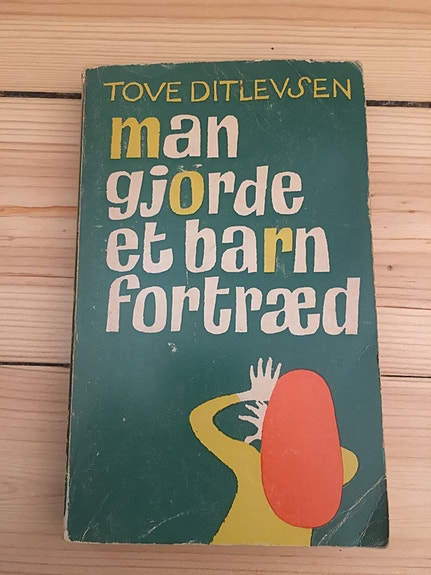 TOVE DITLEVSEN
man
gjorde
et barn
fortræd